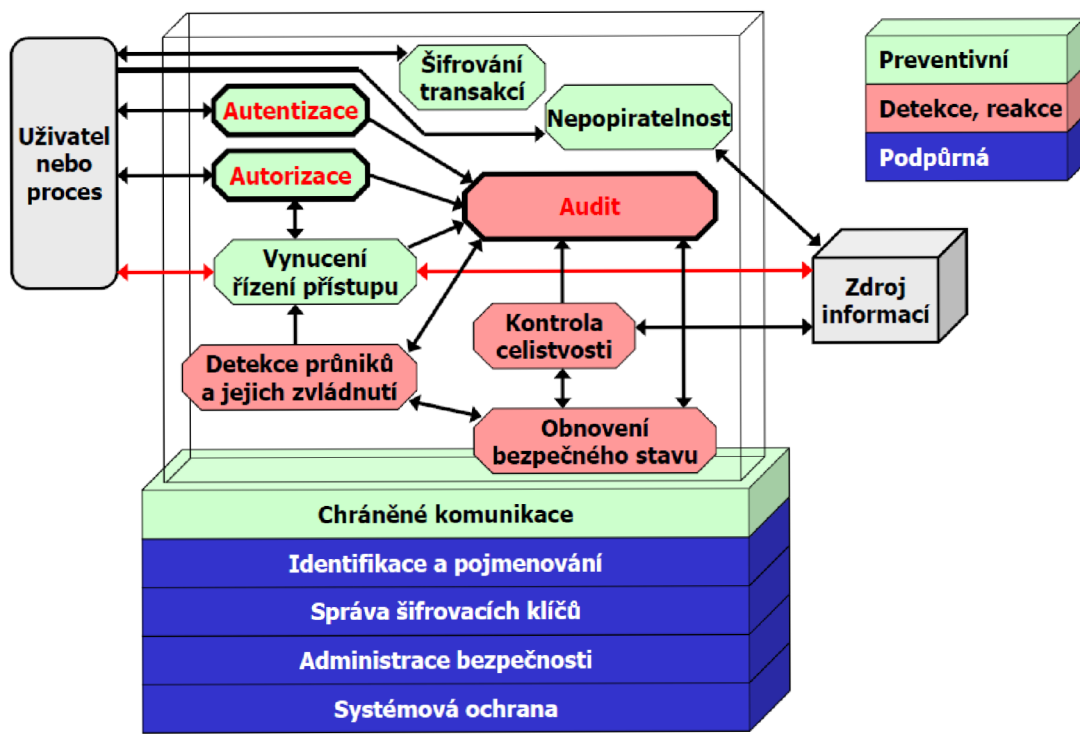 Uživatel
nebo
proces
Šifrování
transakcí
Autentizace
Nepopiratelnost
Autorizace
Audit
Vynucení
řízení přístupu
Kontrola
celistvosti
Detekce průniků
a jejich zvládnutí
Obnovení
bezpečného stavu
Zdroj
informací
Preventivní
Detekce, reakce
Podpůrná
Chráněné komunikace
Identifikace a pojmenování
Správa šifrovacích klíčů
Administrace bezpečnosti
Systémová ochrana